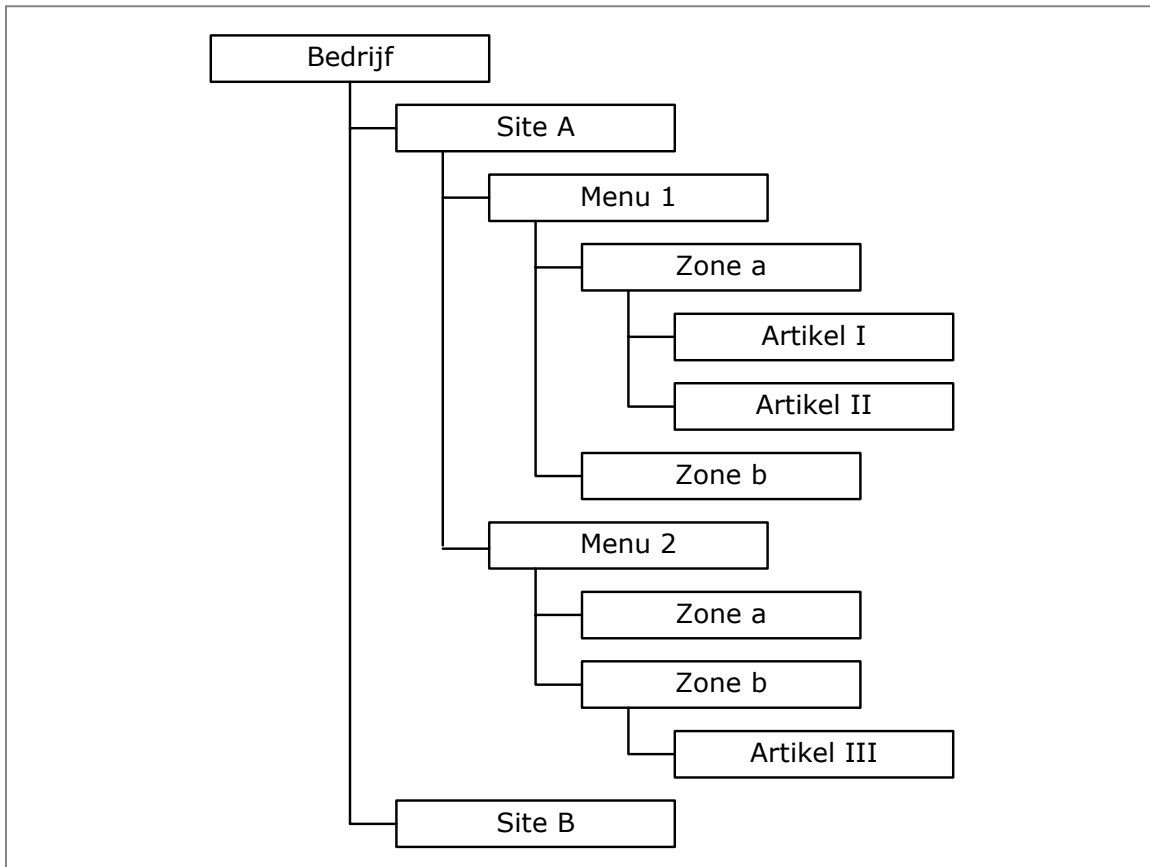 Bedrijf
Site A
Menu 1
Zone a
Artikel I
Artikel II
Zone b
Menu 2
Zone a
Zone b
Artikel III
Site B